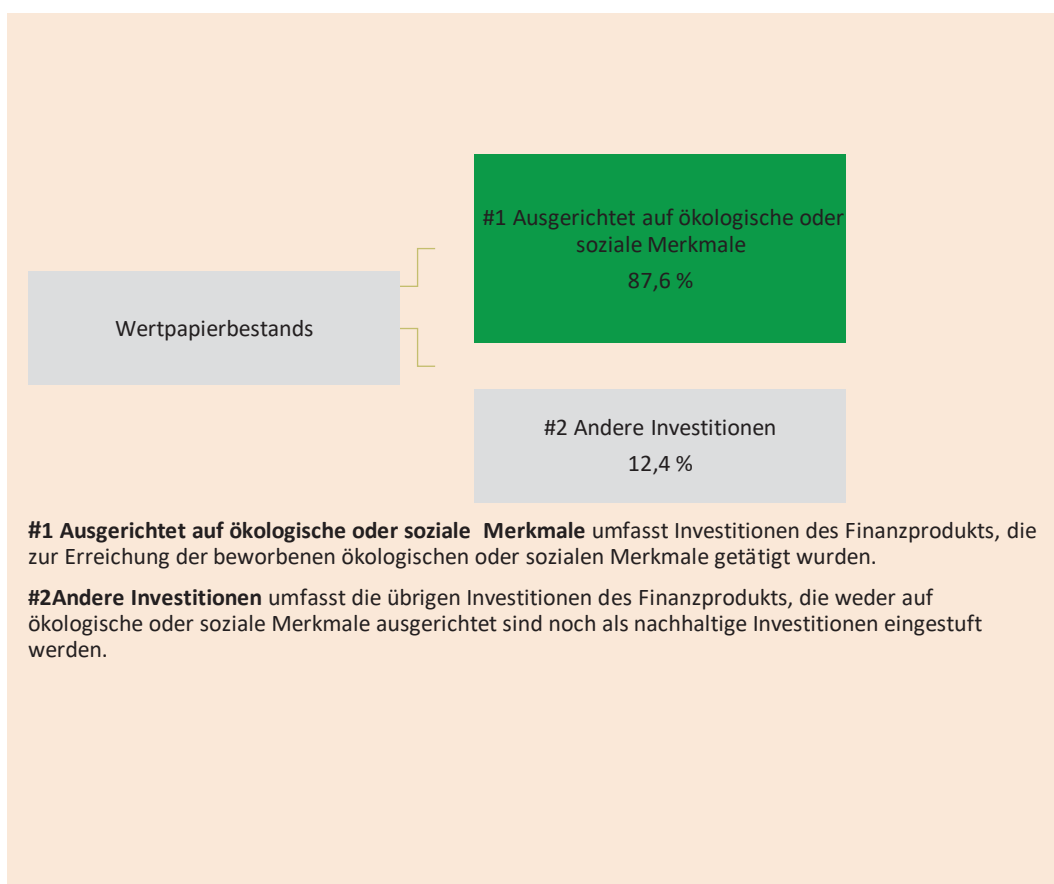 #1 Ausgerichtet auf ökologische oder
soziale Merkmale
87,6 %
Wertpapierbestands
#2 Andere Investitionen
12,4 %
#1 Ausgerichtet auf ökologische oder soziale Merkmale umfasst Investitionen des Finanzprodukts, die
zur Erreichung der beworbenen ökologischen oder sozialen Merkmale getätigt wurden.
#2Andere Investitionen umfasst die übrigen Investitionen des Finanzprodukts, die weder auf
ökologische oder soziale Merkmale ausgerichtet sind noch als nachhaltige Investitionen eingestuft
werden.